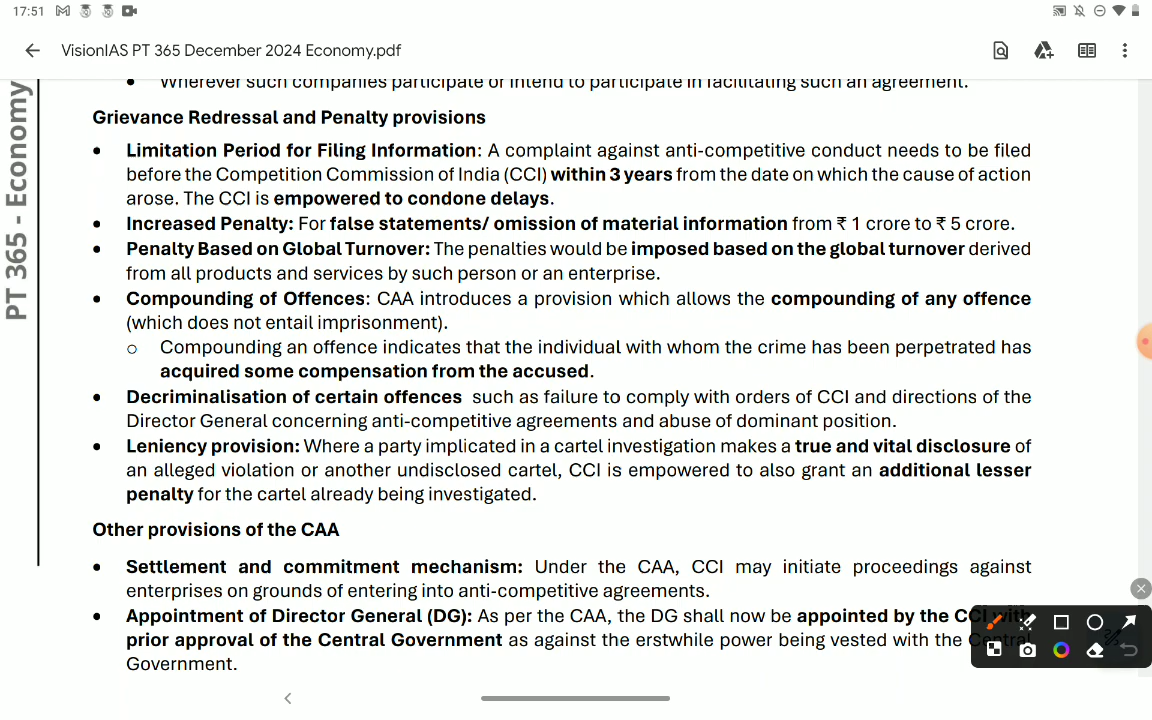 17:51
VisionIAS PT 365 December 2024 Economy.pdf
PT 365 - Economy
• Wherever such companies participate or intend to participate in facilitating such an agreement.
Grievance Redressal and Penalty provisions
• Limitation Period for Filing Information: A complaint against anti-competitive conduct needs to be filed
before the Competition Commission of India (CCI) within 3 years from the date on which the cause of action
arose. The CCI is empowered to condone delays.
• Increased Penalty: For false statements/ omission of material information from ₹ 1 crore to ₹ 5 crore.
• Penalty Based on Global Turnover: The penalties would be imposed based on the global turnover derived
from all products and services by such person or an enterprise.
• Compounding of Offences: CAA introduces a provision which allows the compounding of any offence
(which does not entail imprisonment).
o Compounding an offence indicates that the individual with whom the crime has been perpetrated has
acquired some compensation from the accused.
• Decriminalisation of certain offences such as failure to comply with orders of CCI and directions of the
Director General concerning anti-competitive agreements and abuse of dominant position.
• Leniency provision: Where a party implicated in a cartel investigation makes a true and vital disclosure of
an alleged violation or another undisclosed cartel, CCI is empowered to also grant an additional lesser
penalty for the cartel already being investigated.
Other provisions of the CAA
• Settlement and commitment mechanism: Under the CAA, CCI may initiate proceedings against
enterprises on grounds of entering into anti-competitive agreements.
• Appointment of Director General (DG): As per the CAA, the DG shall now be appointed by the CCI with
prior approval of the Central Government as against the erstwhile power being vested with the Central
Government.